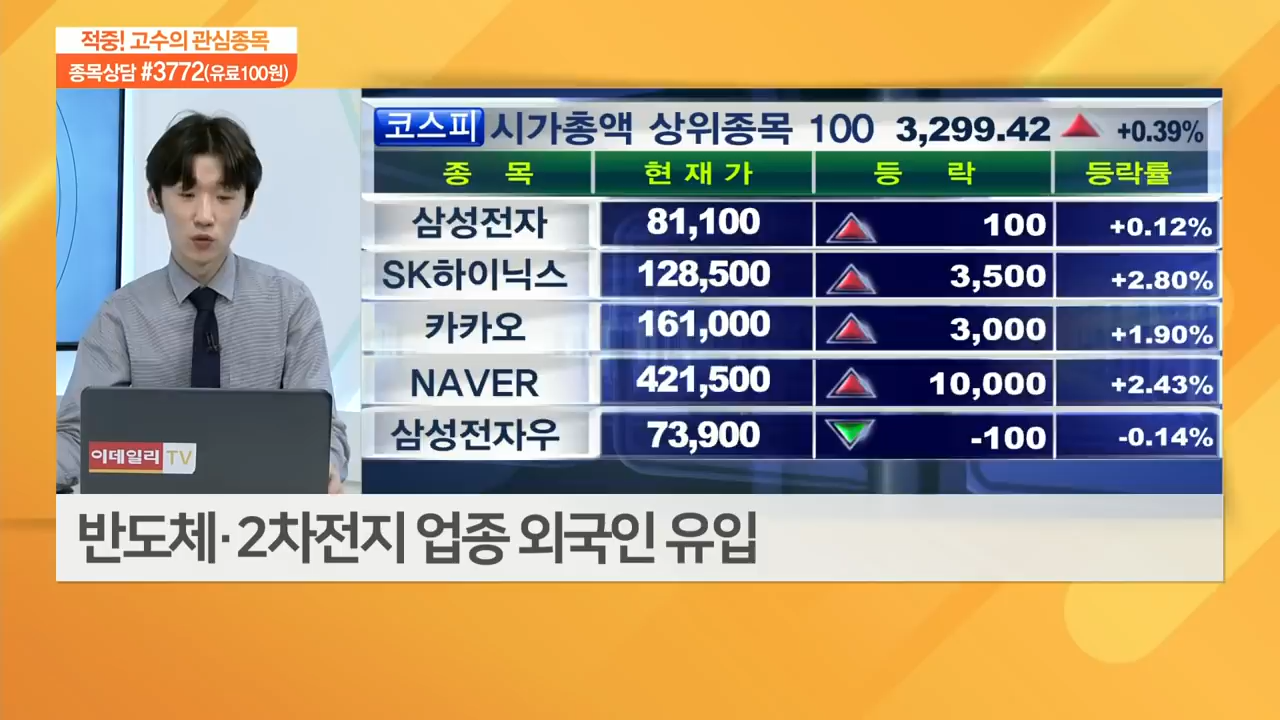 적중! 고수의 관심종목
종목상담 #3772(유료100원)
코스피 시가총액 상위종목 100 3,299.42 +0.39%
종 목 현재가 등 락 등락률
삼성전자 81,100 100 +0.12%
SK하이닉스 128,500 3,500 +2.80%
카카오 161,000 3,000 +1.90%
NAVER 421,500 10,000 +2.43%
삼성전자우 73,900 -100 -0.14%
이데일리 TV
반도체·2차전지 업종 외국인 유입